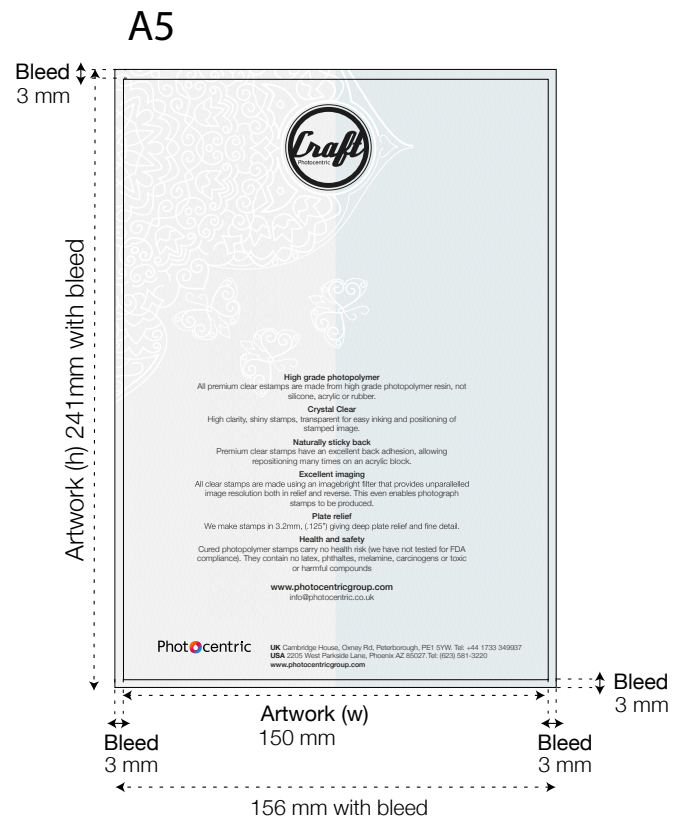 A5
Bleed
3 mm
Artwork (h) 241mm with bleed
Craft
Photocentric
High grade photopolymer
All premium clear estamps are made from high grade photopolymer resin, not
silicone, acrylic or rubber.
Crystal Clear
High clarity, shiny stamps, transparent for easy inking and positioning of
stamped image.
Naturally sticky back
Premium clear stamps have an excellent back adhesion, allowing
repositioning many times on an acrylic block.
Excellent imaging
All clear stamps are made using an imagebright filter that provides unparallelled
image resolution both in relief and reverse. This even enables photograph
stamps to be produced.
Plate relief
We make stamps in 3.2mm, (.125") giving deep plate relief and fine detail.
Health and safety
Cured photopolymer stamps carry no health risk (we have not tested for FDA
compliance). They contain no latex, phthaltes, melamine, carcinogens or toxic
or harmful compounds
www.photocentricgroup.com
info@photocentric.co.uk
Photocentric
UK Cambridge House, Oxney Rd, Peterborough, PE1 5YW. Tel: +44 1733 349937
USA 2205 West Parkside Lane, Phoenix AZ 85027.Tel: (623) 581-3220
www.photocentricgroup.com
Bleed
3 mm
Artwork (w)
150 mm
Bleed
3 mm
Bleed
3 mm
156 mm with bleed